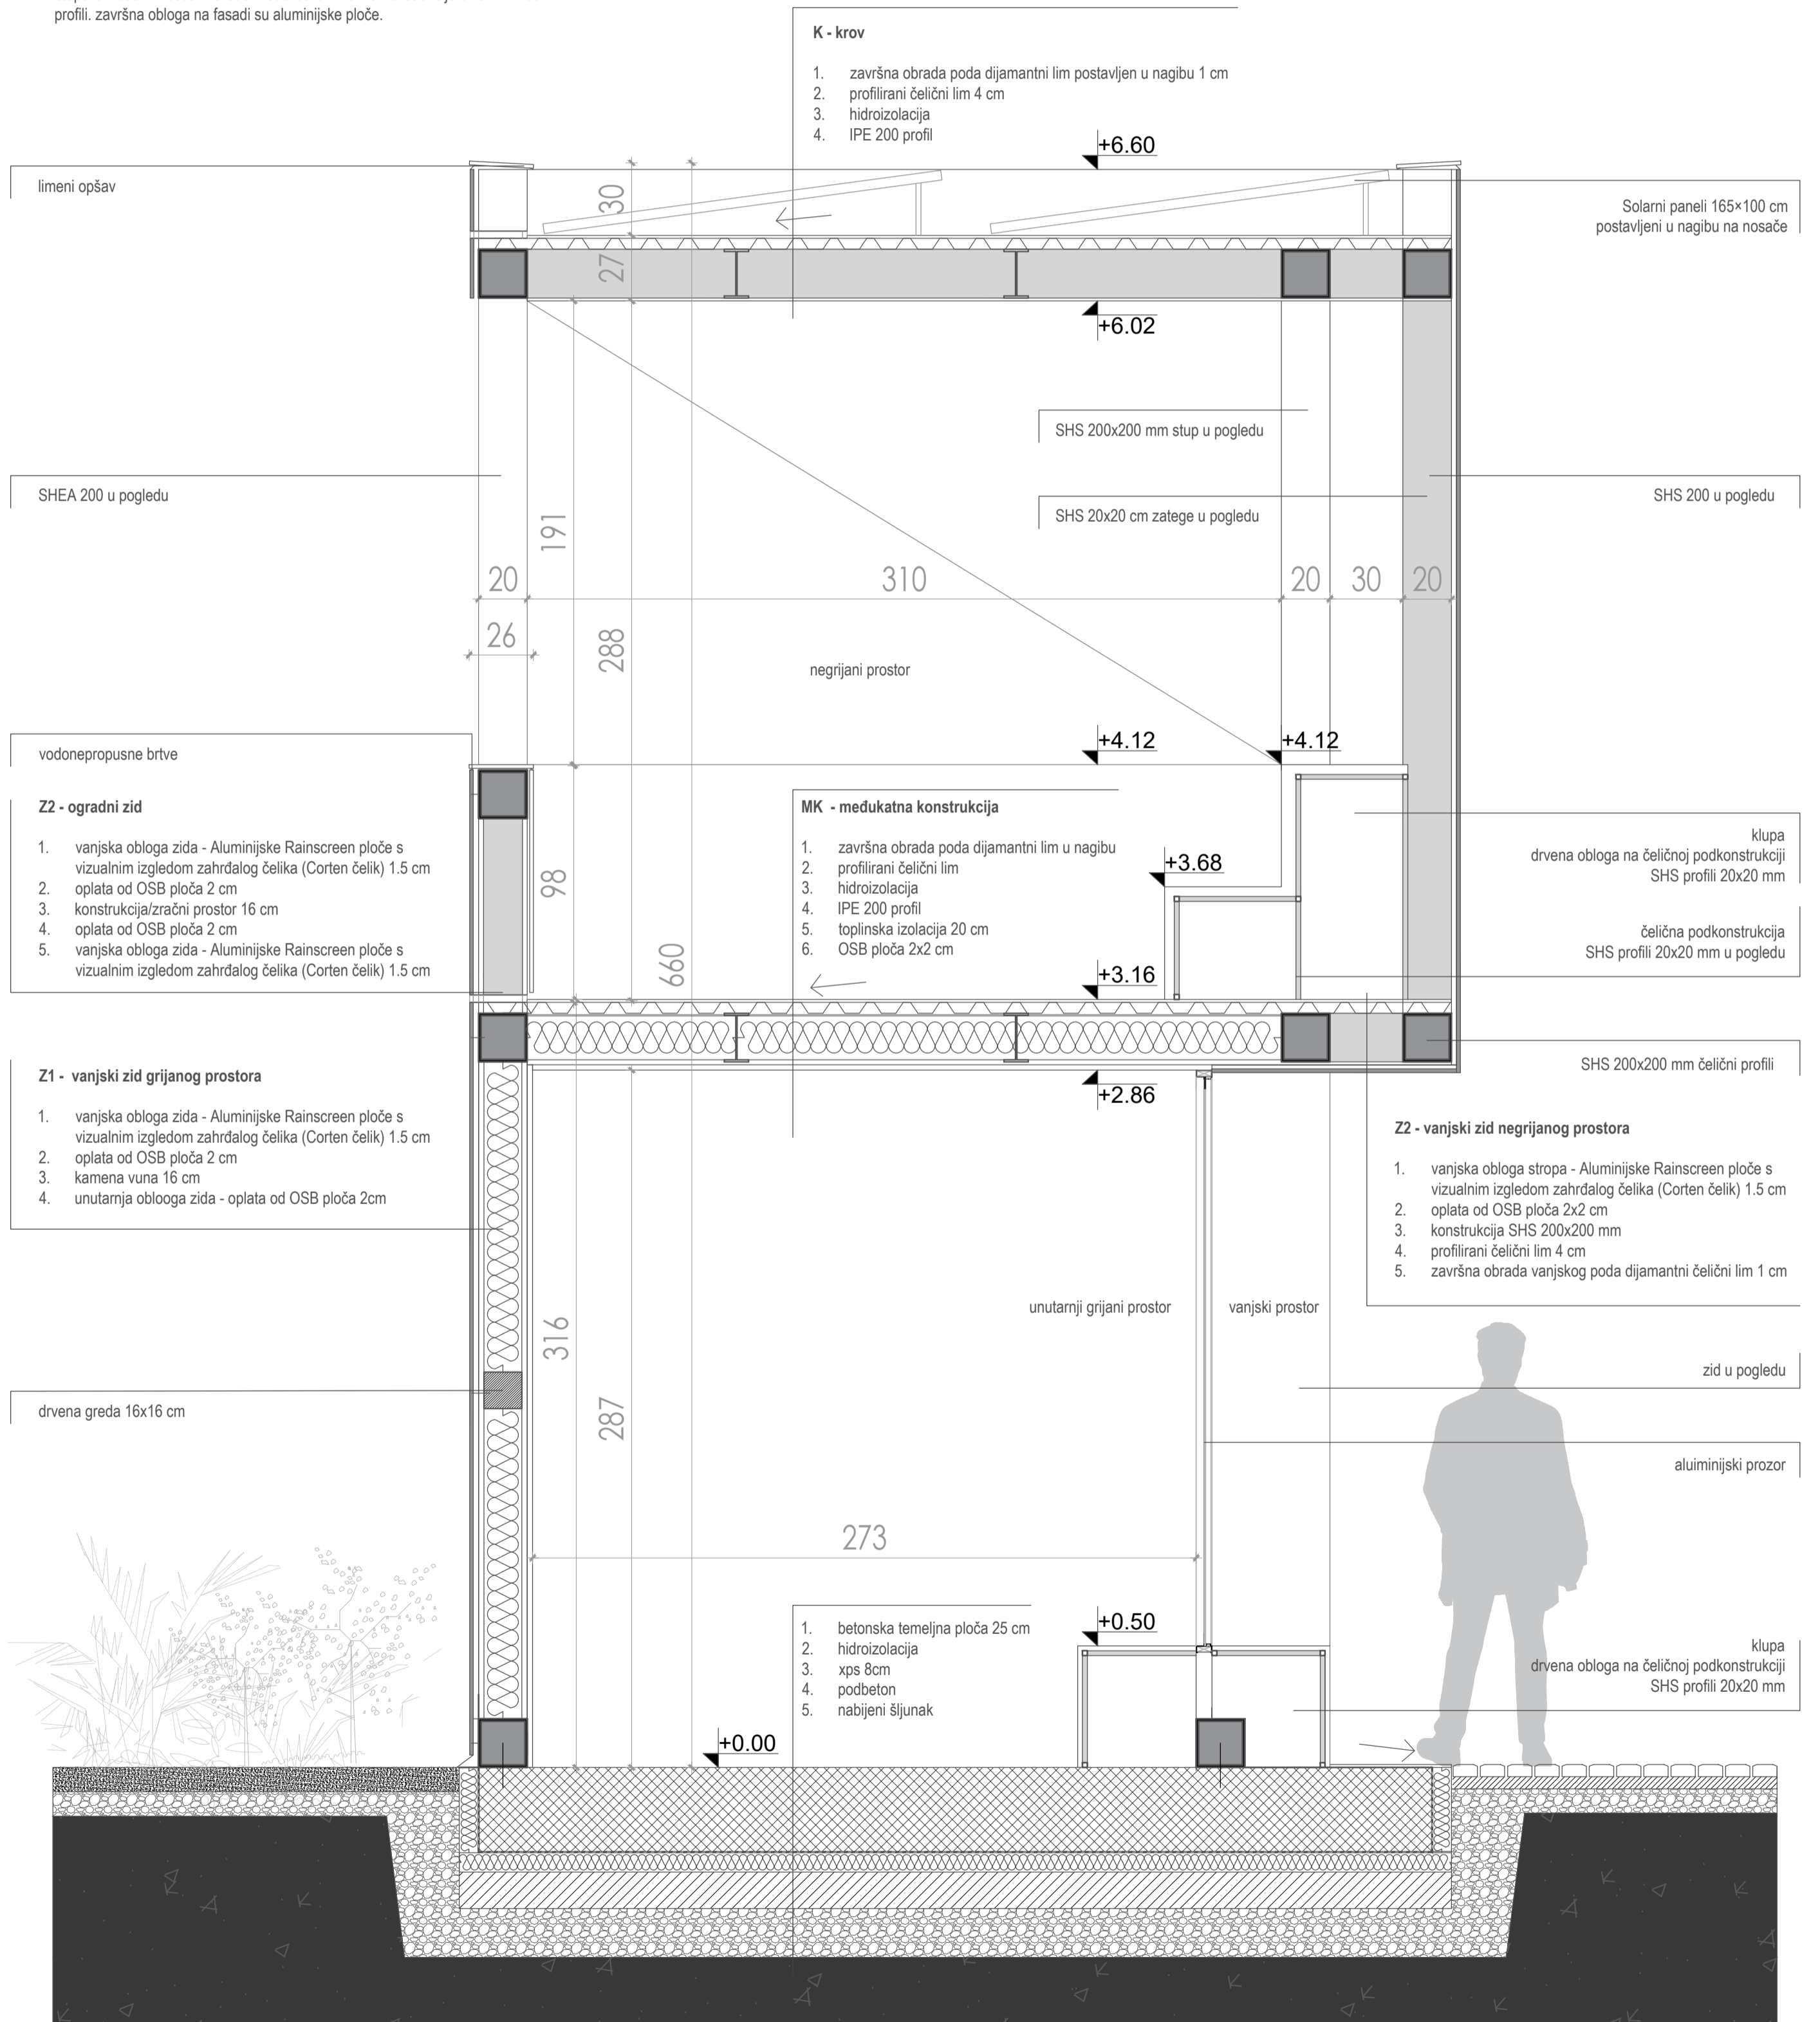 profili. završna obloga na fasadi su aluminijske ploče.
K - krov
1. završna obrada poda dijamantni lim postavljen u nagibu 1 cm
2. profilirani čelični lim 4 cm
3. hidroizolacija
4. IPE 200 profil
+6.60
limeni opšav
30
Solarni paneli 165×100 cm
postavljeni u nagibu na nosače
27
+6.02
SHS 200x200 mm stup u pogledu
SHEA 200 u pogledu
SHS 200 u pogledu
SHS 20x20 cm zatege u pogledu
191
20
310
20
30
20
26
288
negrijani prostor
+4.12
+4.12
vodonepropusne brtve
Z2 - ogradni zid
1. vanjska obloga zida - Aluminijske Rainscreen ploče s
vizualnim izgledom zahrđalog čelika (Corten čelik) 1.5 cm
2. oplata od OSB ploča 2 cm
3. konstrukcija/zračni prostor 16 cm
4. oplata od OSB ploča 2 cm
5. vanjska obloga zida - Aluminijske Rainscreen ploče s
vizualnim izgledom zahrđalog čelika (Corten čelik) 1.5 cm
98
660
MK - međukatna konstrukcija
1. završna obrada poda dijamantni lim u nagibu
2. profilirani čelični lim
3. hidroizolacija
4. IPE 200 profil
5. toplinska izolacija 20 cm
6. OSB ploča 2x2 cm
+3.68
+3.16
klupa
drvena obloga na čeličnoj podkonstrukciji
SHS profili 20x20 mm
čelična podkonstrukcija
SHS profili 20x20 mm u pogledu
SHS 200x200 mm čelični profili
+2.86
Z1 - vanjski zid grijanog prostora
1. vanjska obloga zida - Aluminijske Rainscreen ploče s
vizualnim izgledom zahrđalog čelika (Corten čelik) 1.5 cm
2. oplata od OSB ploča 2 cm
3. kamena vuna 16 cm
4. unutarnja oblooga zida - oplata od OSB ploča 2cm
Z2 - vanjski zid negrijanog prostora
1. vanjska obloga stropa - Aluminijske Rainscreen ploče s
vizualnim izgledom zahrđalog čelika (Corten čelik) 1.5 cm
2. oplata od OSB ploča 2x2 cm
3. konstrukcija SHS 200x200 mm
4. profilirani čelični lim 4 cm
5. završna obrada vanjskog poda dijamantni čelični lim 1 cm
unutarnji grijani prostor
vanjski prostor
316
287
zid u pogledu
drvena greda 16x16 cm
aluiminijski prozor
273
1. betonska temeljna ploča 25 cm
2. hidroizolacija
3. xps 8cm
4. podbeton
5. nabijeni šljunak
+0.50
klupa
drvena obloga na čeličnoj podkonstrukciji
SHS profili 20x20 mm
+0.00